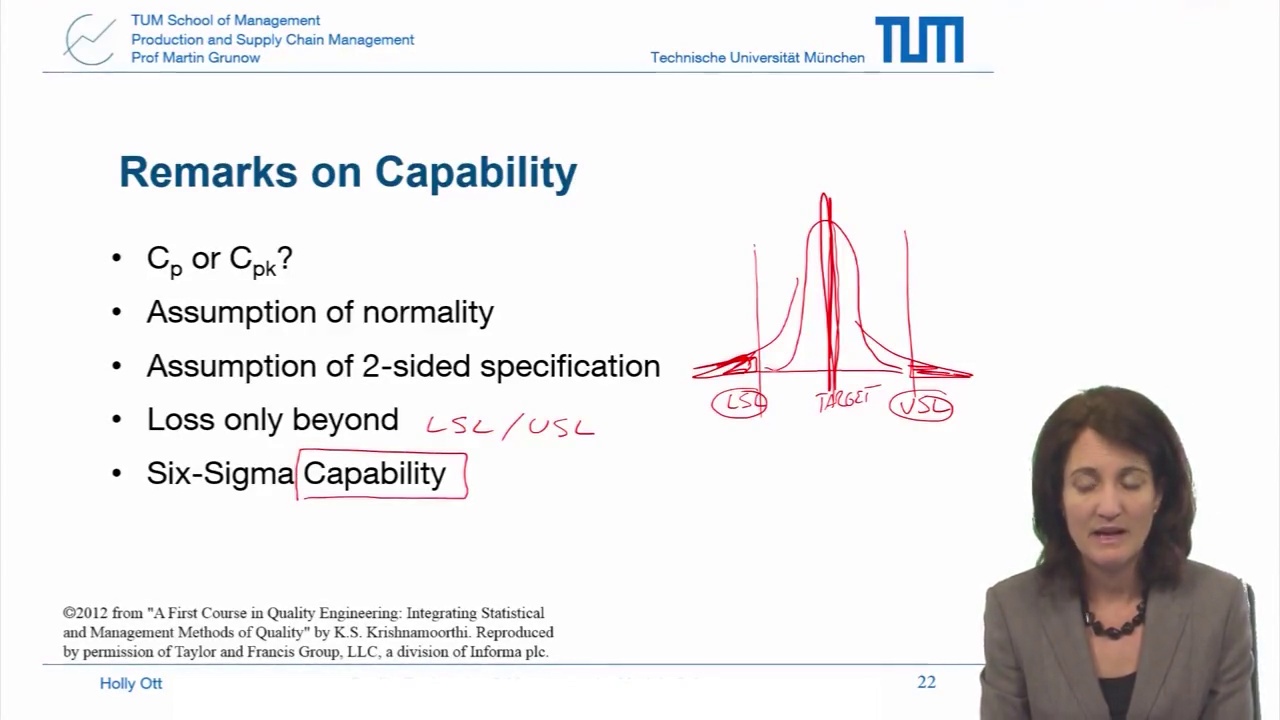 TUM School of Management
Production and Supply Chain Management
Prof Martin Grunow
Technische Universität München
TUM
Remarks on Capability
• Cp or Cpk?
• Assumption of normality
• Assumption of 2-sided specification
• Loss only beyond LSL/USL
• Six-Sigma Capability
LSL TARGET USL
©2012 from "A First Course in Quality Engineering: Integrating Statistical
and Management Methods of Quality" by K.S. Krishnamoorthi. Reproduced
by permission of Taylor and Francis Group, LLC, a division of Informa plc.
Holly Ott
22